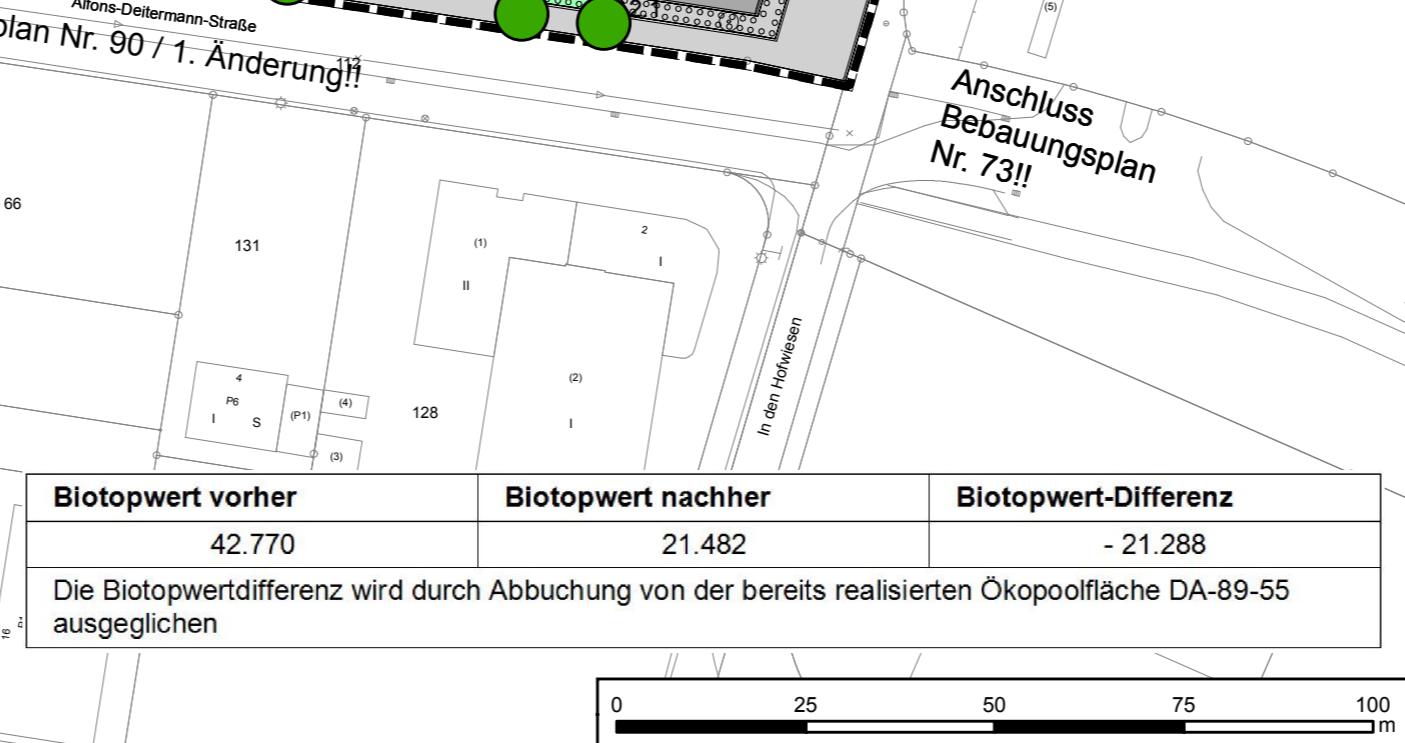 Alfons-Deitermann-Straße
plan Nr. 90 / 1. Änderung!!
112
(5)
Anschluss
Bebauungsplan
Nr. 73!!
66
131
(1)
II
2
I
(2)
I
In den Hofwiesen
4
P6
I
S
(P1)
(4)
(3)
128
Biotopwert vorher Biotopwert nachher Biotopwert-Differenz
42.770 21.482 - 21.288
Die Biotopwertdifferenz wird durch Abbuchung von der bereits realisierten Ökopoolfläche DA-89-55
ausgeglichen
16
0 25 50 75 100
m